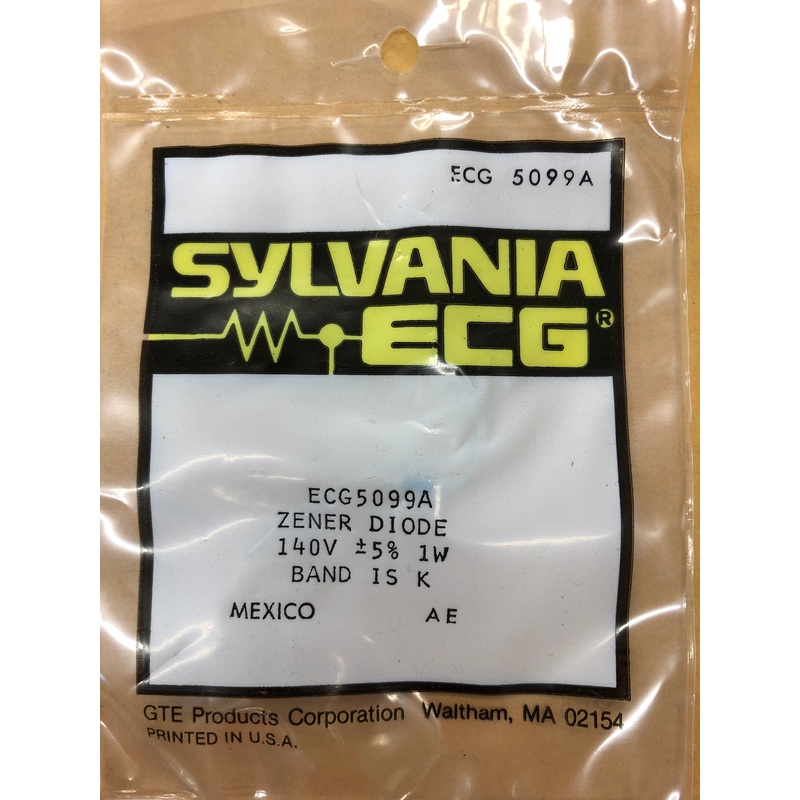 ECG 5099A
SYLVANIA
ECG®
ECG5099A
ZENER DIODE
140V ±5% 1W
BAND IS K
MEXICO AE
GTE Products Corporation Waltham, MA 02154
PRINTED IN U.S.A.